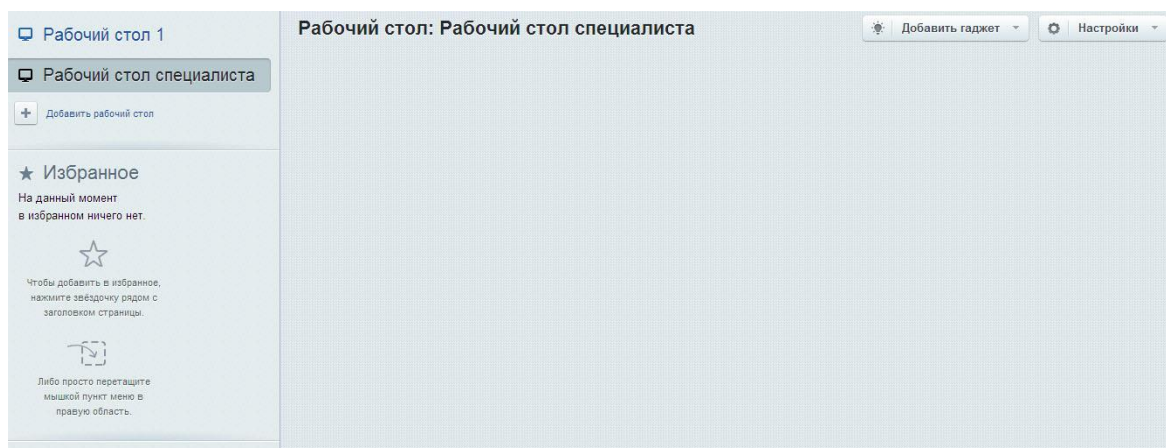 Рабочий стол 1
Рабочий стол специалиста
Добавить рабочий стол
Избранное
На данный момент
в избранном ничего нет.
Чтобы добавить в избранное,
нажмите звёздочку рядом с
заголовком страницы.
Либо просто перетащите
мышкой пункт меню в
правую область.
Рабочий стол: Рабочий стол специалиста
Добавить гаджет
Настройки